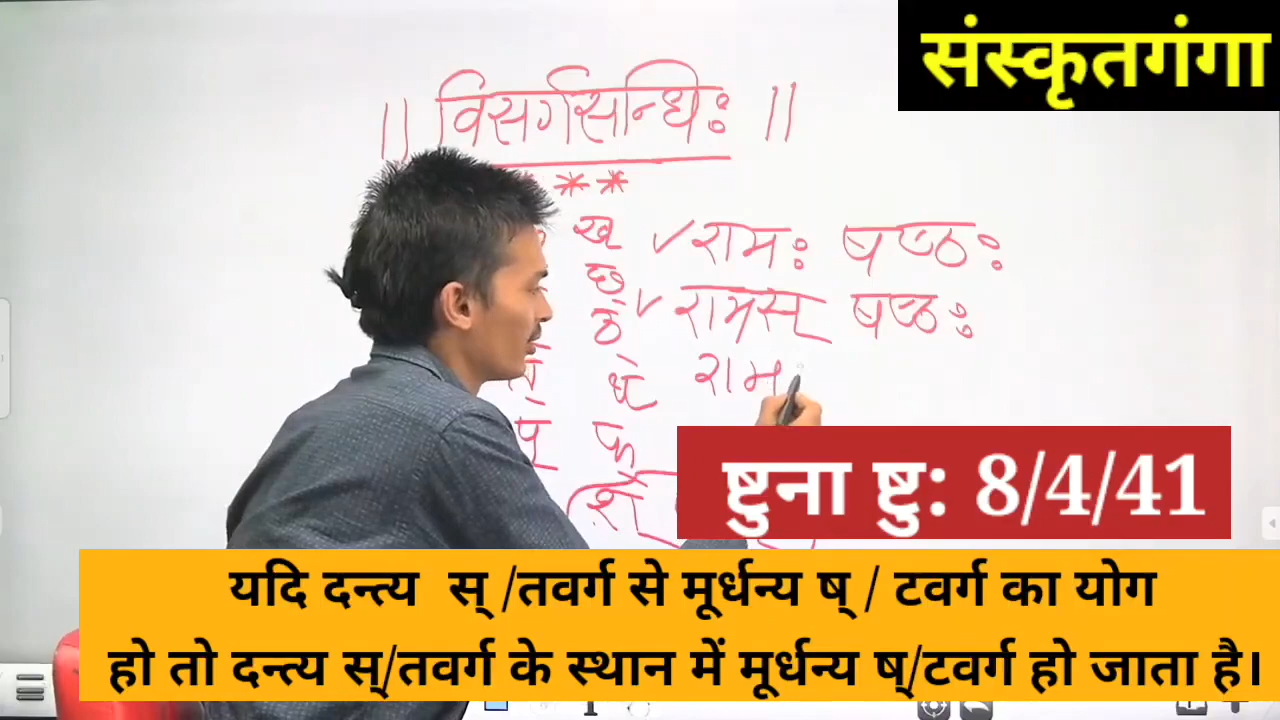 संस्कृतगंगा
|| विसर्गसन्धिः ||
**
ख् ✓ रामः षष्ठः
छ्
✓ रामस् षष्ठः
ठ्
राम
प् फ्
ष्टुना ष्टु: 8/4/41
यदि दन्त्य स् /तवर्ग से मूर्धन्य ष् / टवर्ग का योग
हो तो दन्त्य स्/तवर्ग के स्थान में मूर्धन्य ष्/टवर्ग हो जाता है।